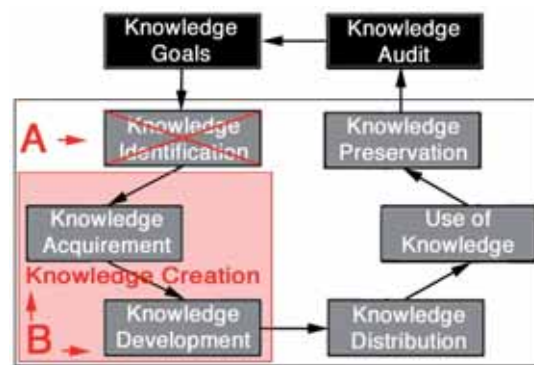 Knowledge
Goals
Knowledge
Audit
A
Knowledge
Identification
Knowledge
Preservation
Knowledge
Acquirement
Use of
Knowledge
Knowledge Creation
B
Knowledge
Development
Knowledge
Distribution